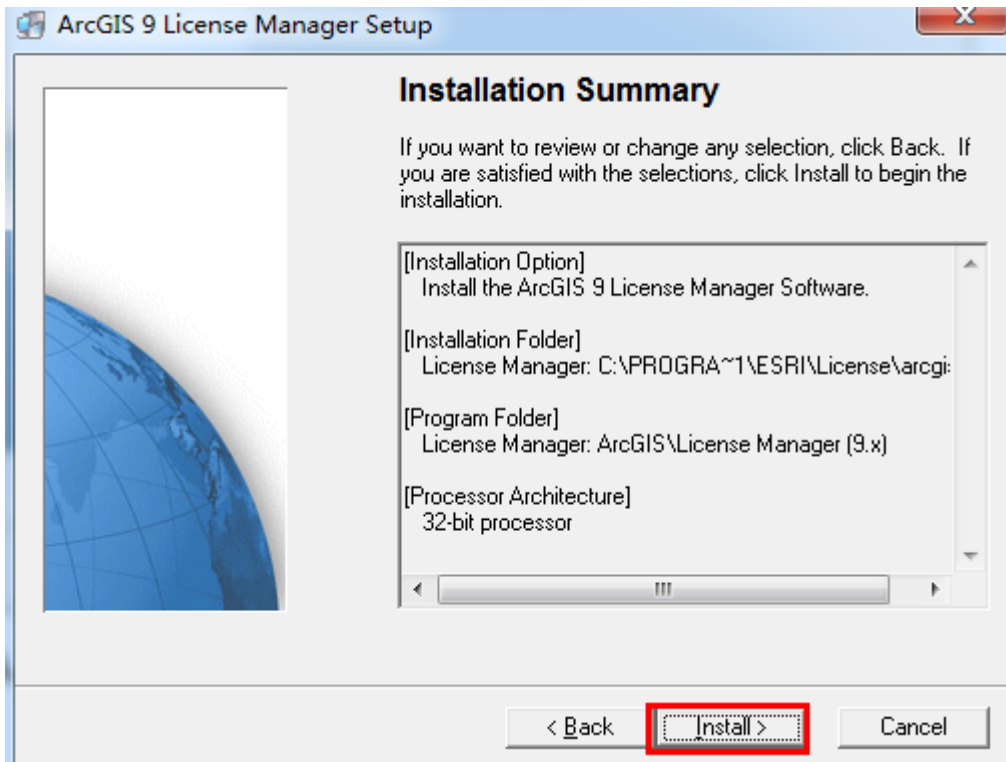 ArcGIS 9 License Manager Setup
Installation Summary
If you want to review or change any selection, click Back. If
you are satisfied with the selections, click Install to begin the
installation.
[Installation Option]
Install the ArcGIS 9 License Manager Software.
[Installation Folder]
License Manager: C:\PROGRA~1\ESRI\License\arcgi
[Program Folder]
License Manager: ArcGIS\License Manager (9.x)
[Processor Architecture]
32-bit processor
< Back
Install >
Cancel